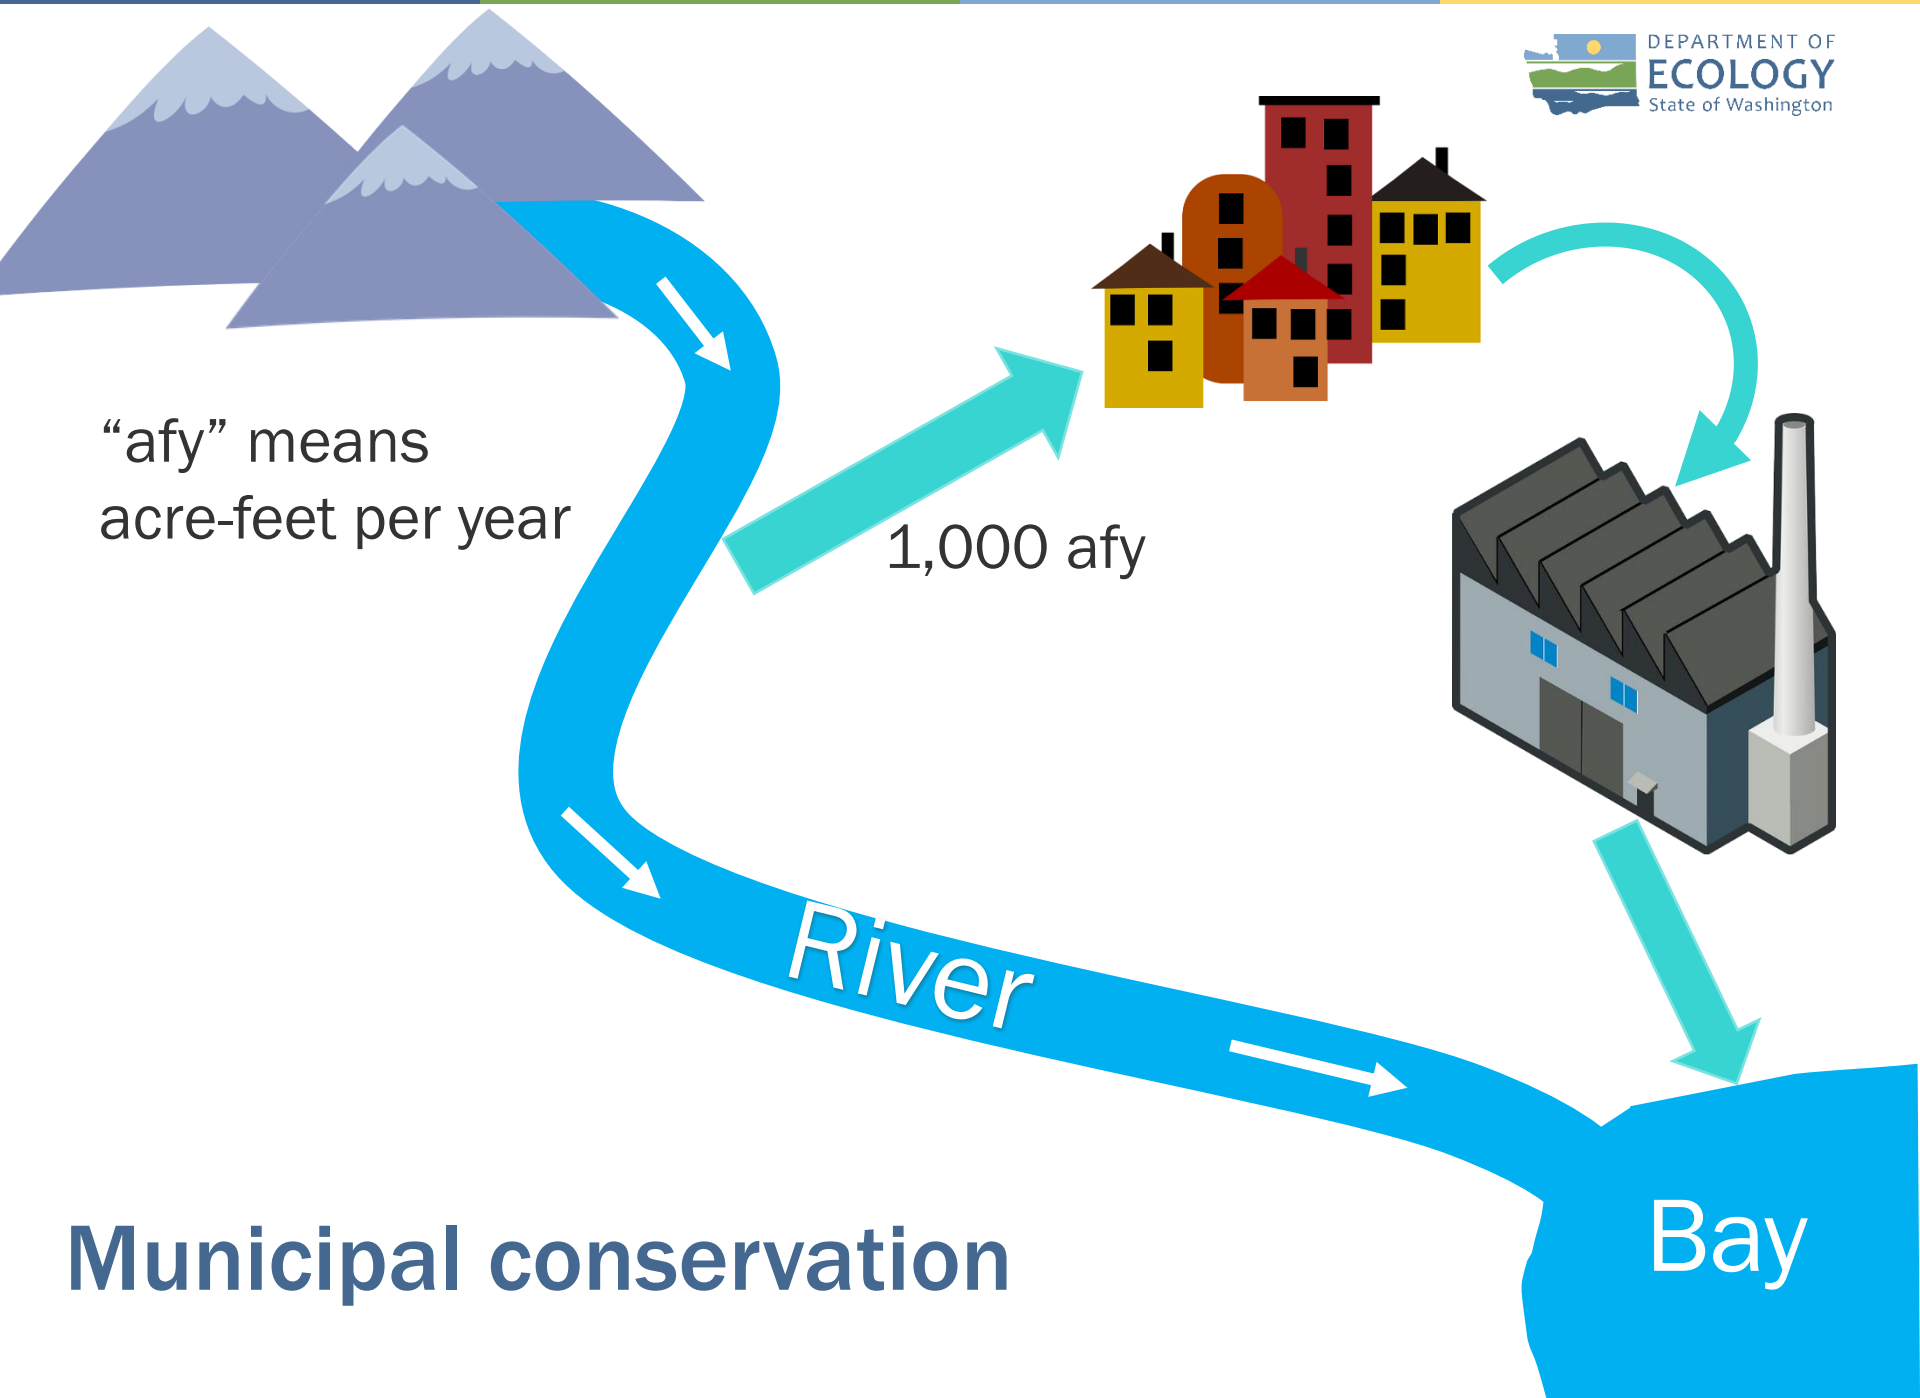 DEPARTMENT OF
ECOLOGY
State of Washington
“afy” means
acre-feet per year
1,000 afy
River
Bay
Municipal conservation